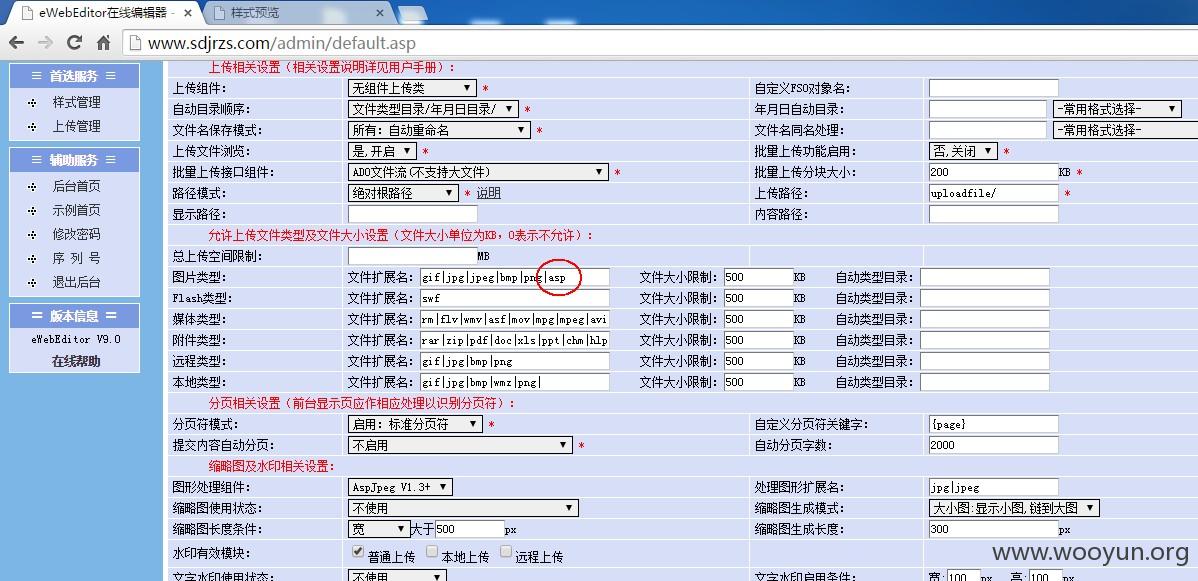 eWebEditor在线编辑器 - × 样式预览 ×
www.sdjrzs.com/admin/default.asp
首选服务
样式管理
上传管理
辅助服务
后台首页
示例首页
修改密码
序 列 号
退出后台
版本信息
eWebEditor V9.0
在线帮助
上传相关设置（相关设置说明详见用户手册）：
上传组件： 无组件上传类 * 自定义FSO对象名：
自动目录顺序： 文件类型目录/年月日目录/ * 年月日自动目录： -常用格式选择-
文件名保存模式： 所有：自动重命名 * 文件名同名处理： -常用格式选择-
上传文件浏览： 是,开启 * 批量上传功能启用： 否,关闭 *
批量上传接口组件： ADO文件流(不支持大文件) * 批量上传分块大小： 200 KB *
路径模式： 绝对根路径 * 说明 上传路径： uploadfile/ *
显示路径： 内容路径：
允许上传文件类型及文件大小设置（文件大小单位为KB，0表示不允许）：
总上传空间限制： MB
图片类型： 文件扩展名： gif|jpg|jpeg|bmp|png|asp 文件大小限制： 500 KB 自动类型目录：
Flash类型： 文件扩展名： swf 文件大小限制： 500 KB 自动类型目录：
媒体类型： 文件扩展名： rm|flv|wmv|asf|mov|mpg|mpeg|avi 文件大小限制： 500 KB 自动类型目录：
附件类型： 文件扩展名： rar|zip|pdf|doc|xls|ppt|chm|hlp 文件大小限制： 500 KB 自动类型目录：
远程类型： 文件扩展名： gif|jpg|bmp|png 文件大小限制： 500 KB 自动类型目录：
本地类型： 文件扩展名： gif|jpg|bmp|wmz|png| 文件大小限制： 500 KB 自动类型目录：
分页相关设置（前台显示页应作相应处理以识别分页符）：
分页符模式： 启用：标准分页符 * 自定义分页符关键字： {page}
提交内容自动分页： 不启用 * 自动分页字数： 2000
缩略图及水印相关设置：
图形处理组件： AspJpeg V1.3+ 处理图形扩展名： jpg|jpeg
缩略图使用状态： 不使用 缩略图生成模式： 大小图:显示小图,链到大图
缩略图长度条件： 宽 大于 500 px 缩略图生成长度： 300 px
水印有效模块： 普通上传 本地上传 远程上传
www.wooyun.org
文字水印使用状态： 不使用 文字水印启用条件： 宽: 100 px 高: 100 px